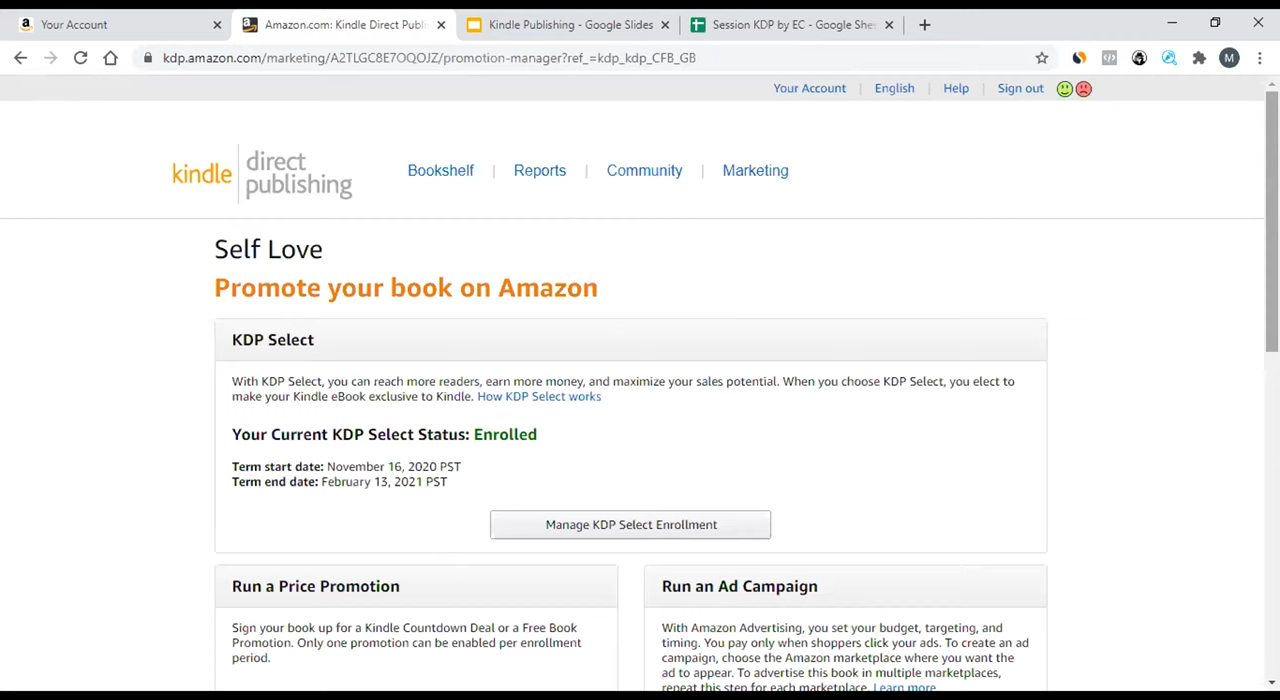 Your Account
Amazon.com: Kindle Direct Publi
Kindle Publishing - Google Slides
Session KDP by EC - Google She
kdp.amazon.com/marketing/A2TLGC8E7OQOJZ/promotion-manager?ref_=kdp_kdp_CFB_GB
M
Your Account | English | Help | Sign out
kindle direct publishing
Bookshelf | Reports | Community | Marketing
Self Love
Promote your book on Amazon
KDP Select
With KDP Select, you can reach more readers, earn more money, and maximize your sales potential. When you choose KDP Select, you elect to
make your Kindle eBook exclusive to Kindle. How KDP Select works
Your Current KDP Select Status: Enrolled
Term start date: November 16, 2020 PST
Term end date: February 13, 2021 PST
Manage KDP Select Enrollment
Run a Price Promotion
Sign your book up for a Kindle Countdown Deal or a Free Book
Promotion. Only one promotion can be enabled per enrollment
period.
Run an Ad Campaign
With Amazon Advertising, you set your budget, targeting, and
timing. You pay only when shoppers click your ads. To create an ad
campaign, choose the Amazon marketplace where you want the
ad to appear. To advertise this book in multiple marketplaces,
repeat this step for each marketplace. Learn more